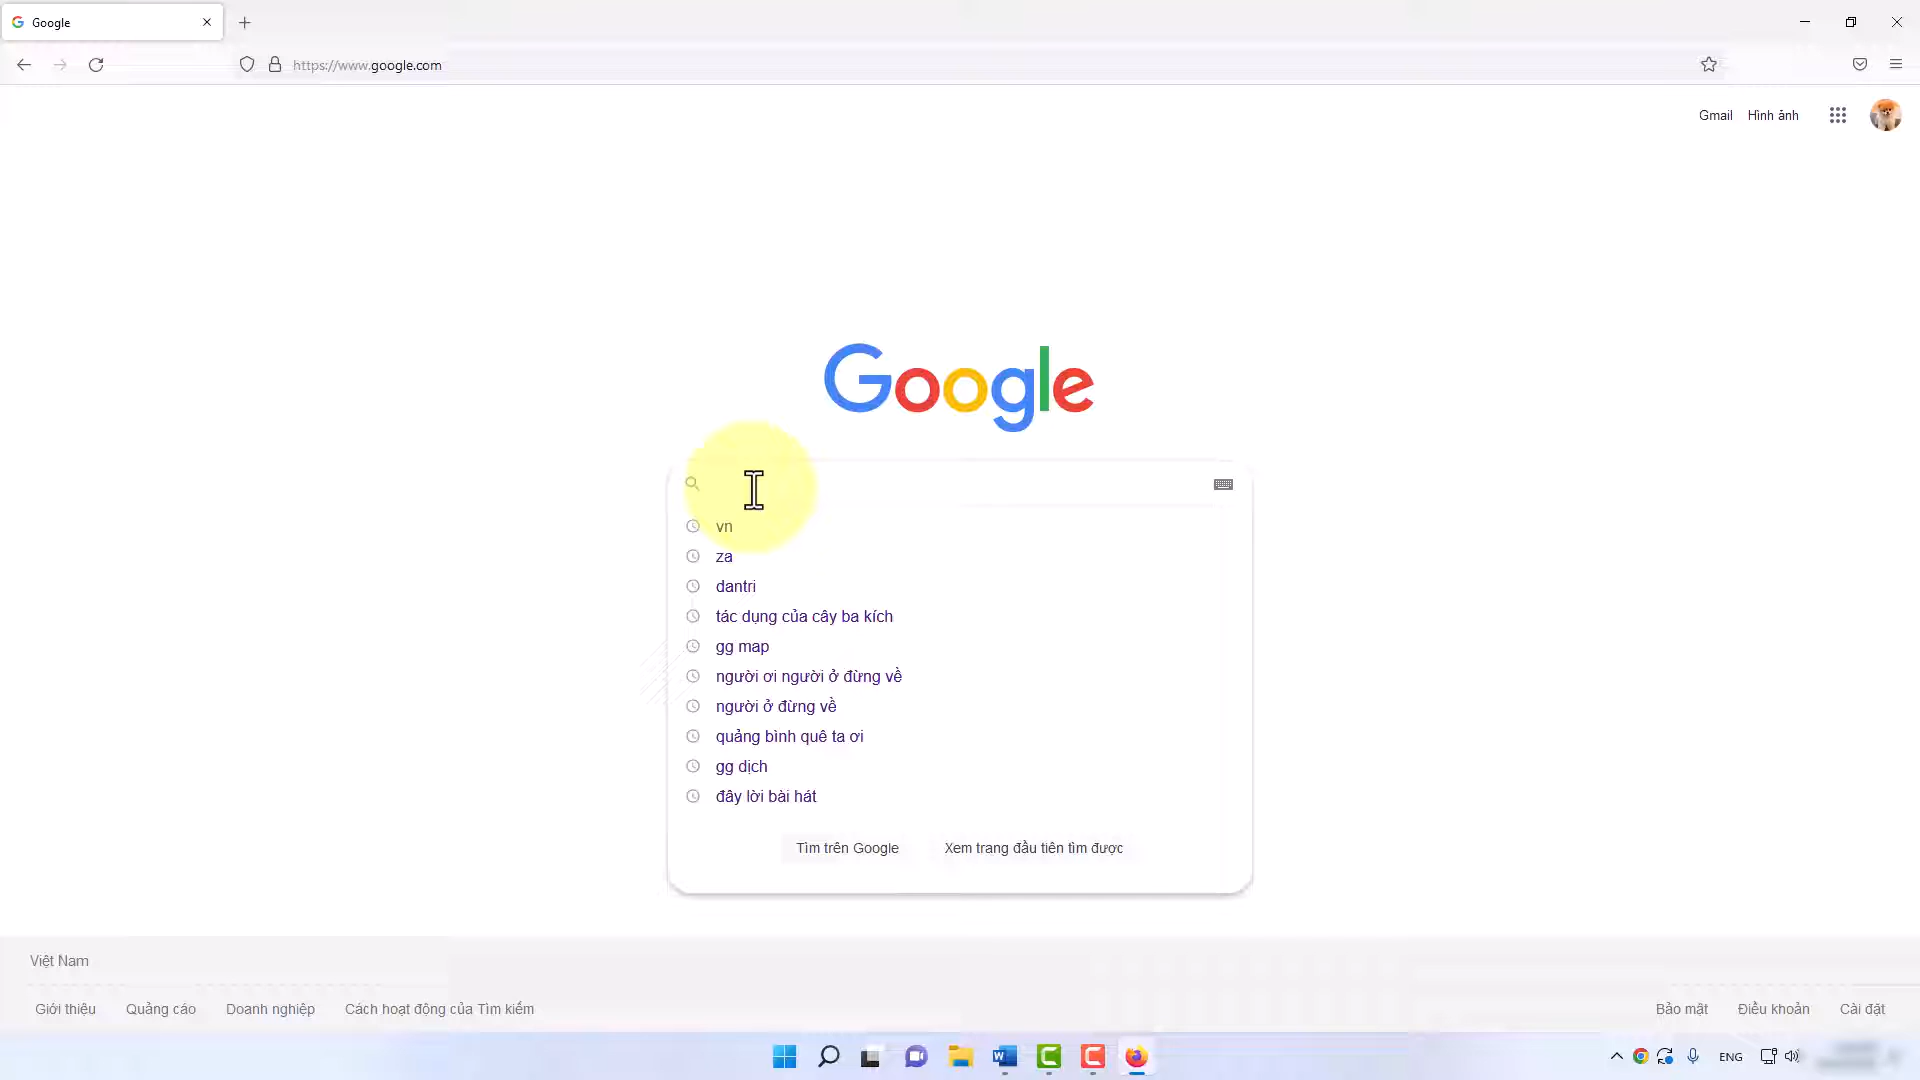 Google
https://www.google.com
Gmail Hình ảnh
Google
vn
za
dantri
tác dụng của cây ba kích
gg map
người ơi người ở đừng về
người ở đừng về
quảng bình quê ta ơi
gg dịch
đây lời bài hát
Tìm trên Google Xem trang đầu tiên tìm được
Việt Nam
Giới thiệu Quảng cáo Doanh nghiệp Cách hoạt động của Tìm kiếm Bảo mật Điều khoản Cài đặt
ENG